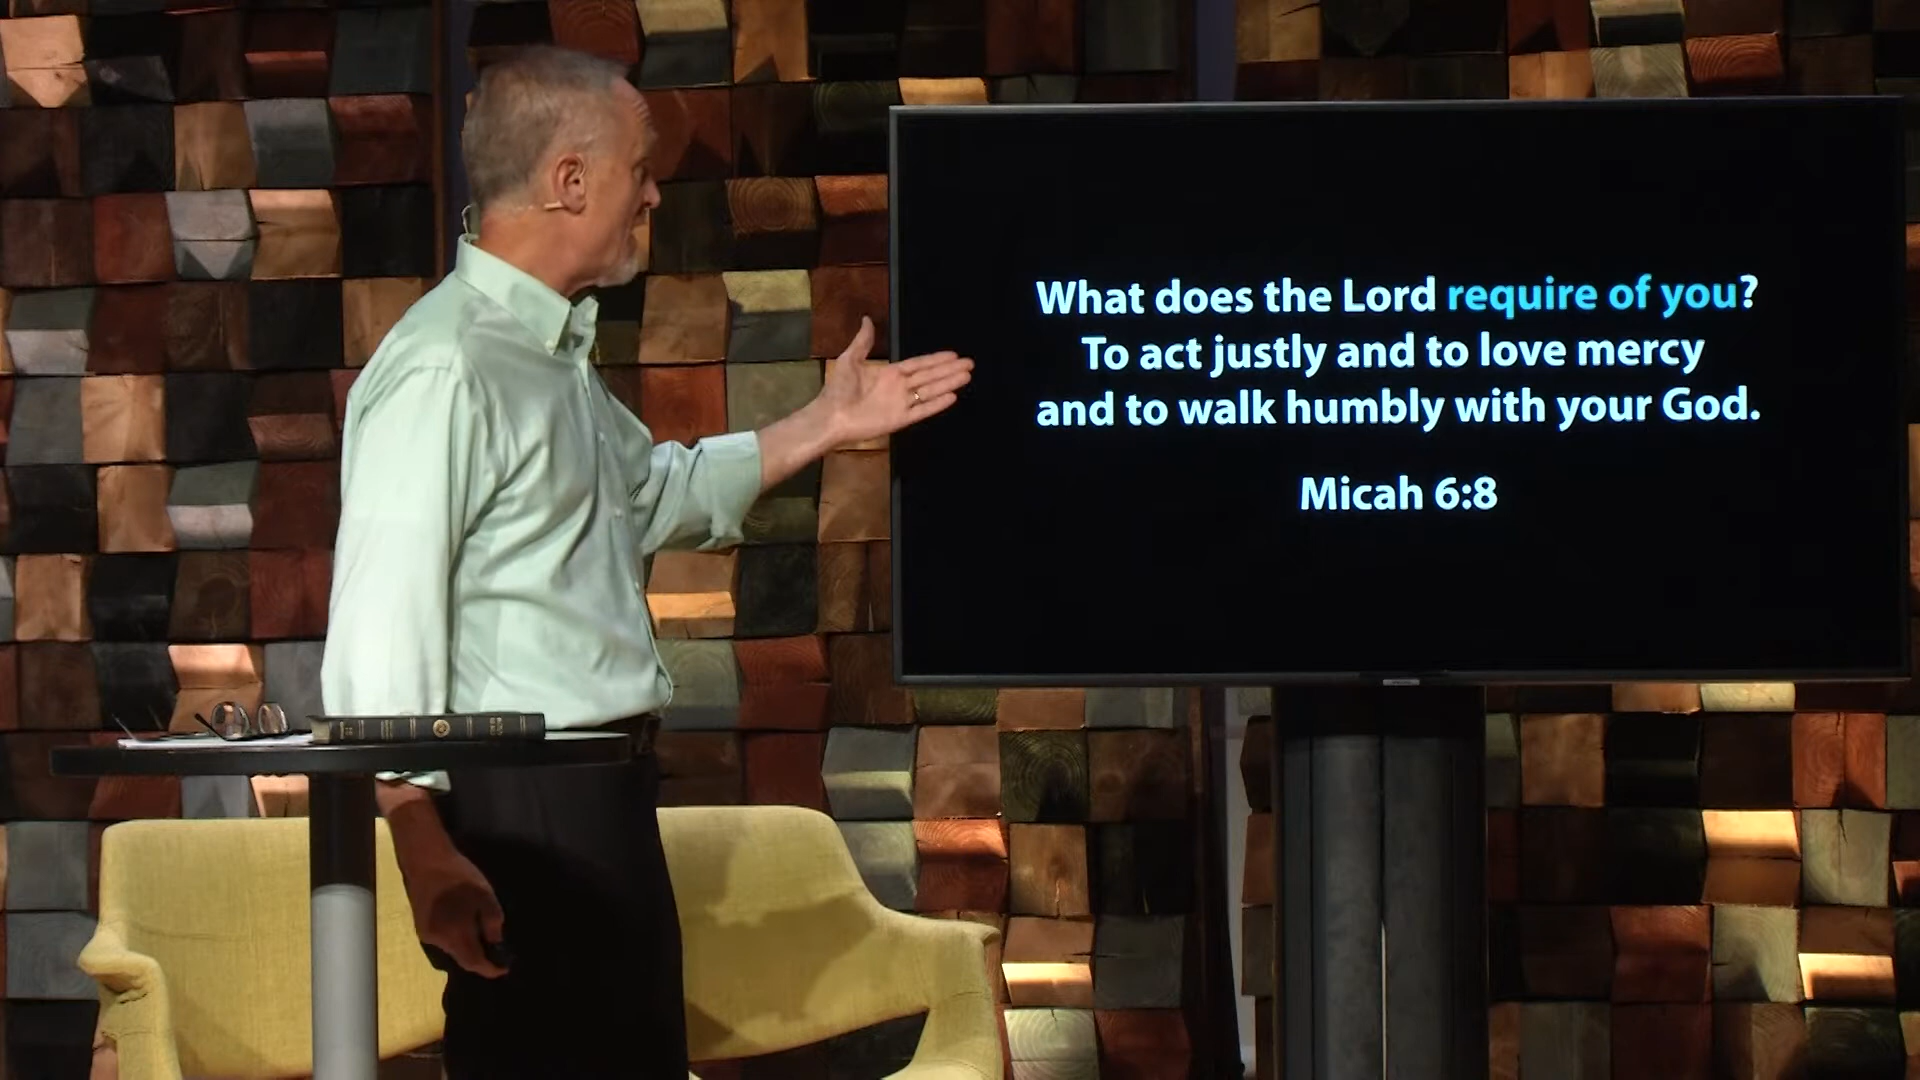 What does the Lord require of you?
To act justly and to love mercy
and to walk humbly with your God.
Micah 6:8